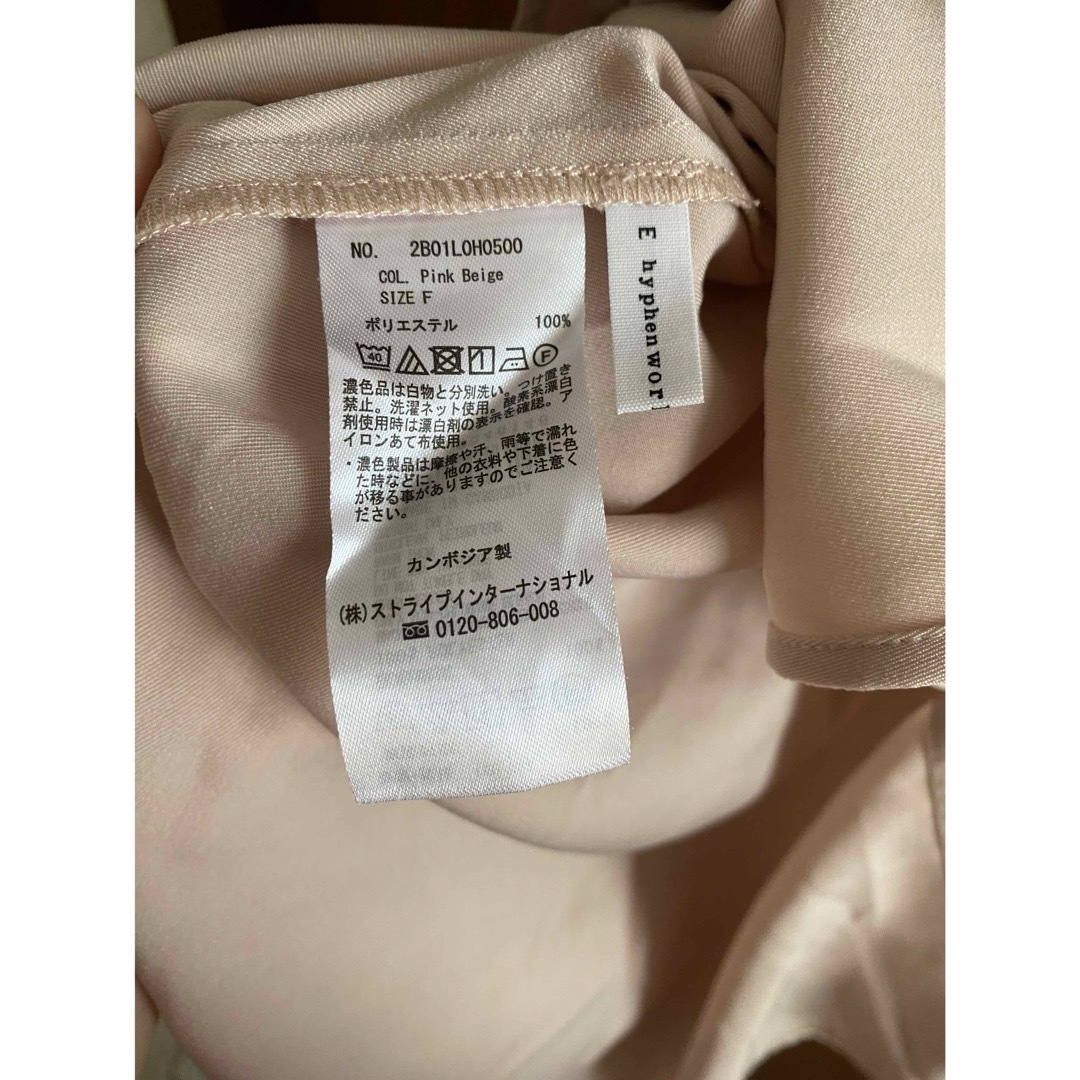 NO. 2B01L0H0500
COL. Pink Beige
SIZE F
ポリエステル 100%
40
F
濃色品は白物と分別洗い。つけ置き
禁止。洗濯ネット使用。酸素系漂白
剤使用時は漂白剤の表示を確認。ア
イロンあて布使用。
・濃色製品は摩擦や汗、雨等で濡れ
た時などに、他の衣料や下着に色
が移る事がありますのでご注意く
ださい。
カンボジア製
(株)ストライプインターナショナル
0120-806-008
E hyphen wor